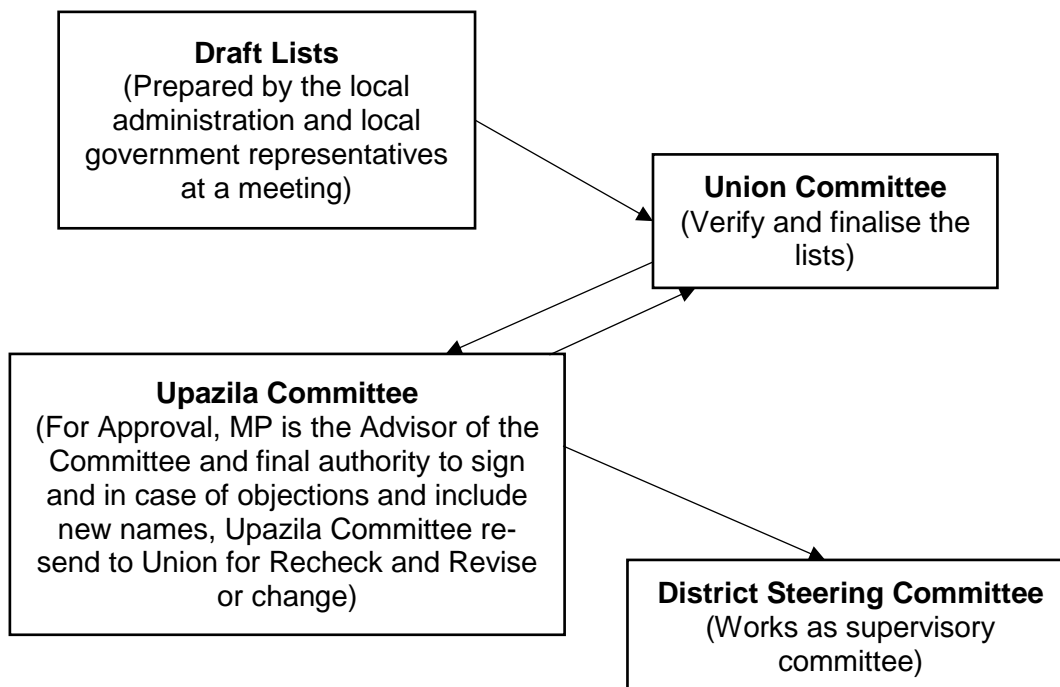 Draft Lists
(Prepared by the local
administration and local
government representatives
at a meeting)
Union Committee
(Verify and finalise the
lists)
Upazila Committee
(For Approval, MP is the Advisor of the
Committee and final authority to sign
and in case of objections and include
new names, Upazila Committee re-
send to Union for Recheck and Revise
or change)
District Steering Committee
(Works as supervisory
committee)